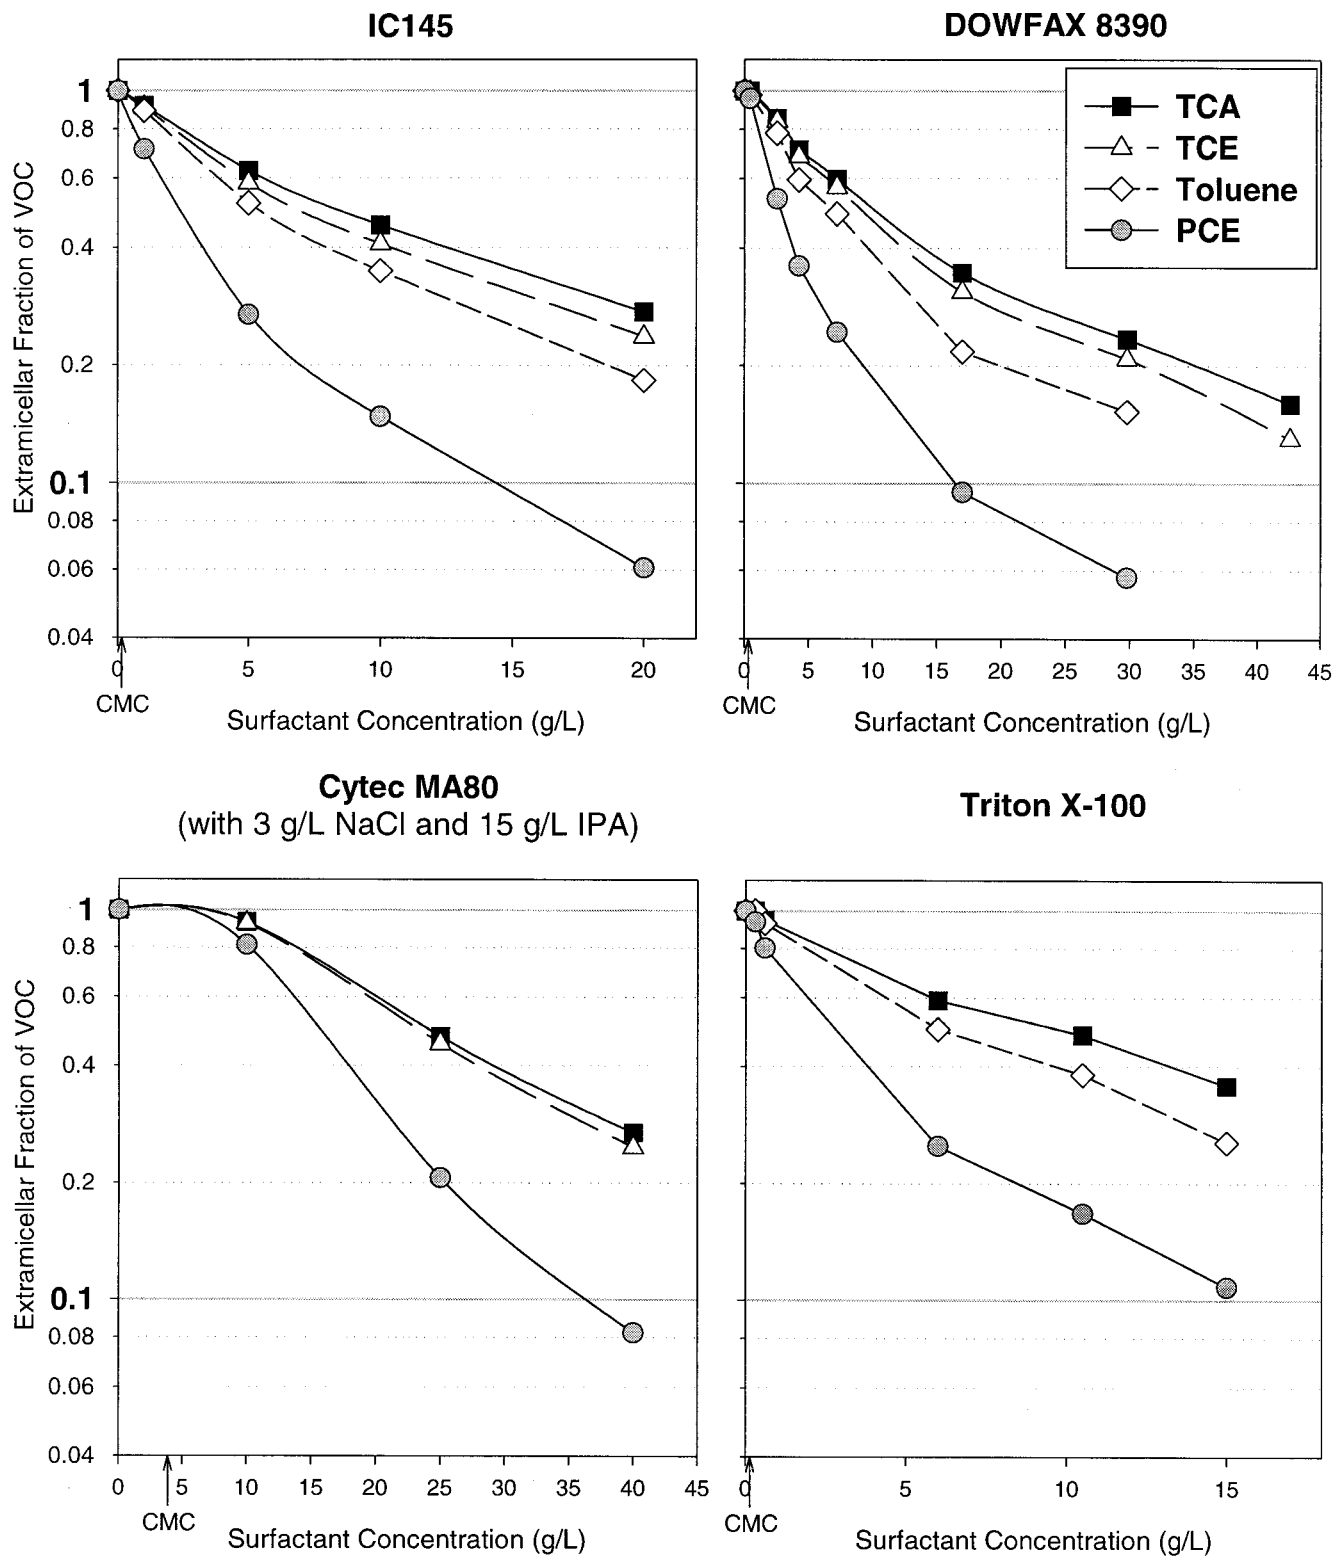 IC145
DOWFAX 8390
TCA
TCE
Toluene
PCE
Extramicellar Fraction of VOC
1
0.8
0.6
0.4
0.2
0.1
0.08
0.06
0.04
0 5 10 15 20
CMC
Surfactant Concentration (g/L)
0 5 10 15 20 25 30 35 40 45
CMC
Surfactant Concentration (g/L)
Cytec MA80
(with 3 g/L NaCl and 15 g/L IPA)
Triton X-100
Extramicellar Fraction of VOC
1
0.8
0.6
0.4
0.2
0.1
0.08
0.06
0.04
0 5 10 15 20 25 30 35 40 45
CMC
Surfactant Concentration (g/L)
0 5 10 15
CMC
Surfactant Concentration (g/L)